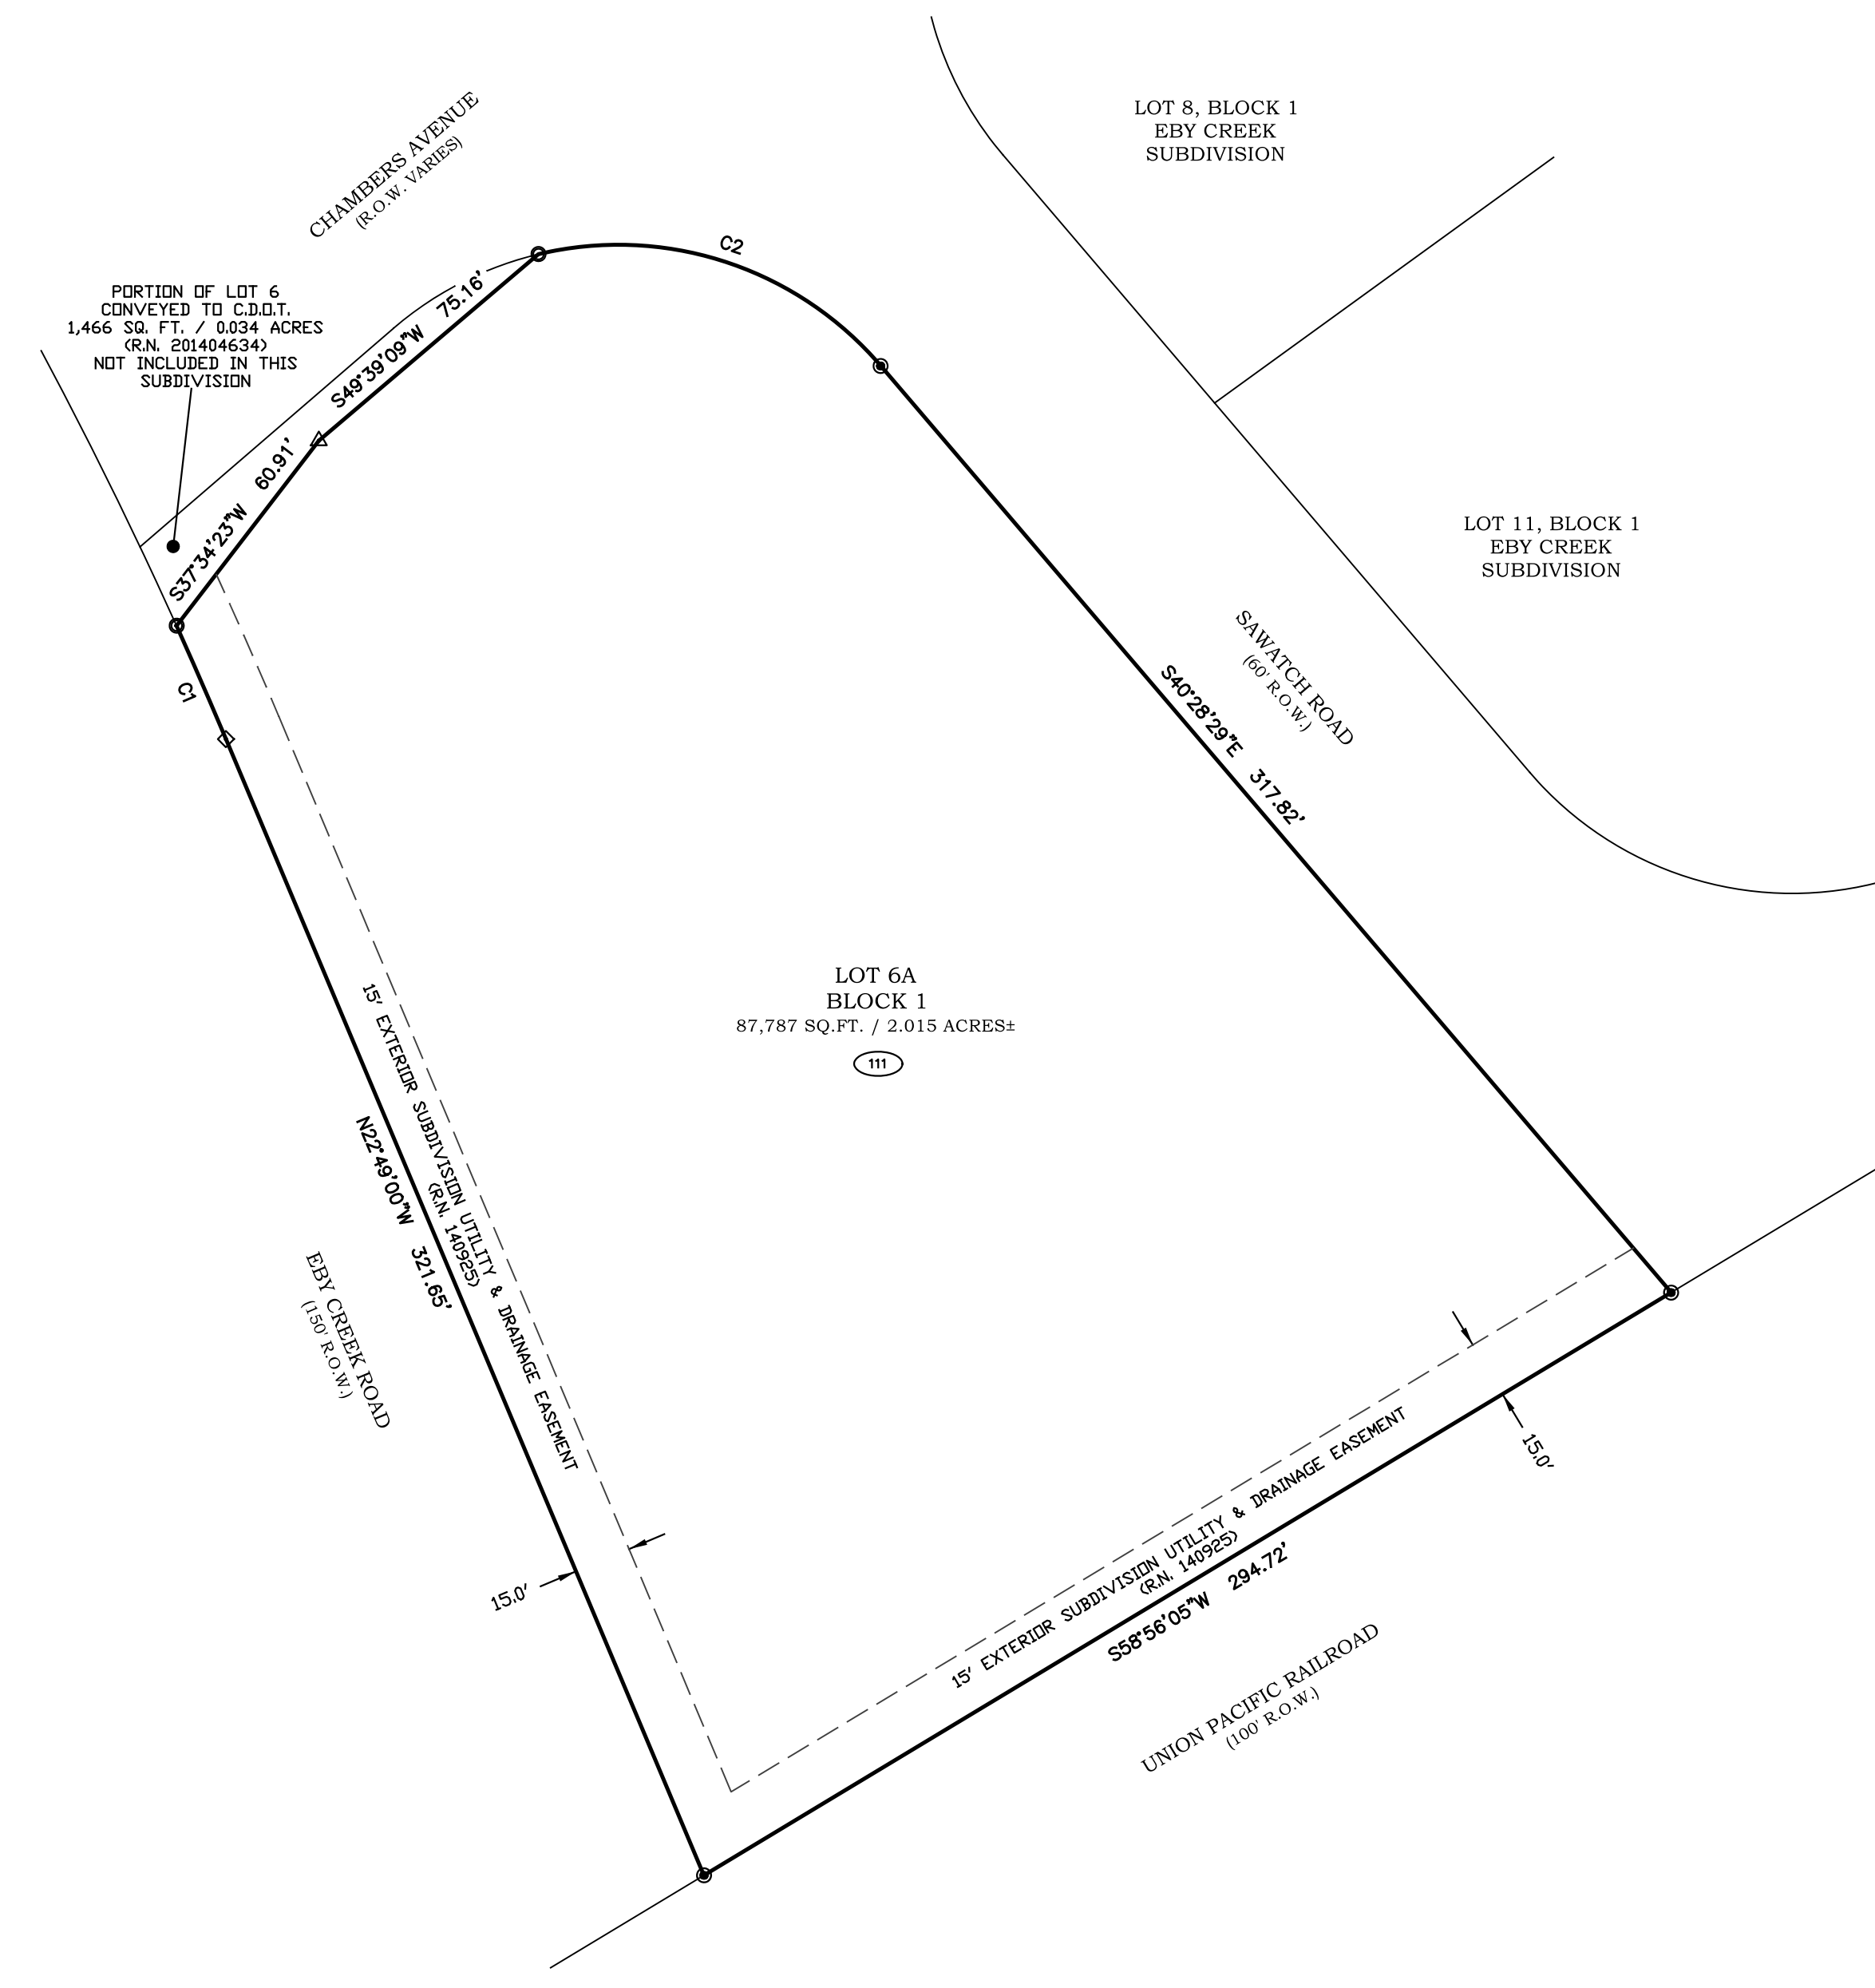 LOT 8, BLOCK 1
EBY CREEK
SUBDIVISION
CHAMBERS AVENUE
(R.O.W. VARIES)
C2
PORTION OF LOT 6
CONVEYED TO C.D.O.T.
1,466 SQ. FT. / 0.034 ACRES
(R.N. 201404634)
NOT INCLUDED IN THIS
SUBDIVISION
S49°39'09"W 75.16'
S37°34'23"W 60.91'
LOT 11, BLOCK 1
EBY CREEK
SUBDIVISION
C1
SAWATCH ROAD
(60' R.O.W.)
S40°28'29"E 317.82'
LOT 6A
BLOCK 1
87,787 SQ.FT. / 2.015 ACRES±
111
15' EXTERIOR SUBDIVISION UTILITY & DRAINAGE EASEMENT
(R.N. 140925)
N22°49'00"W 321.65'
EBY CREEK ROAD
(150' R.O.W.)
15.0'
15.0'
15' EXTERIOR SUBDIVISION UTILITY & DRAINAGE EASEMENT
(R.N. 140925)
S58°56'05"W 294.72'
UNION PACIFIC RAILROAD
(100' R.O.W.)